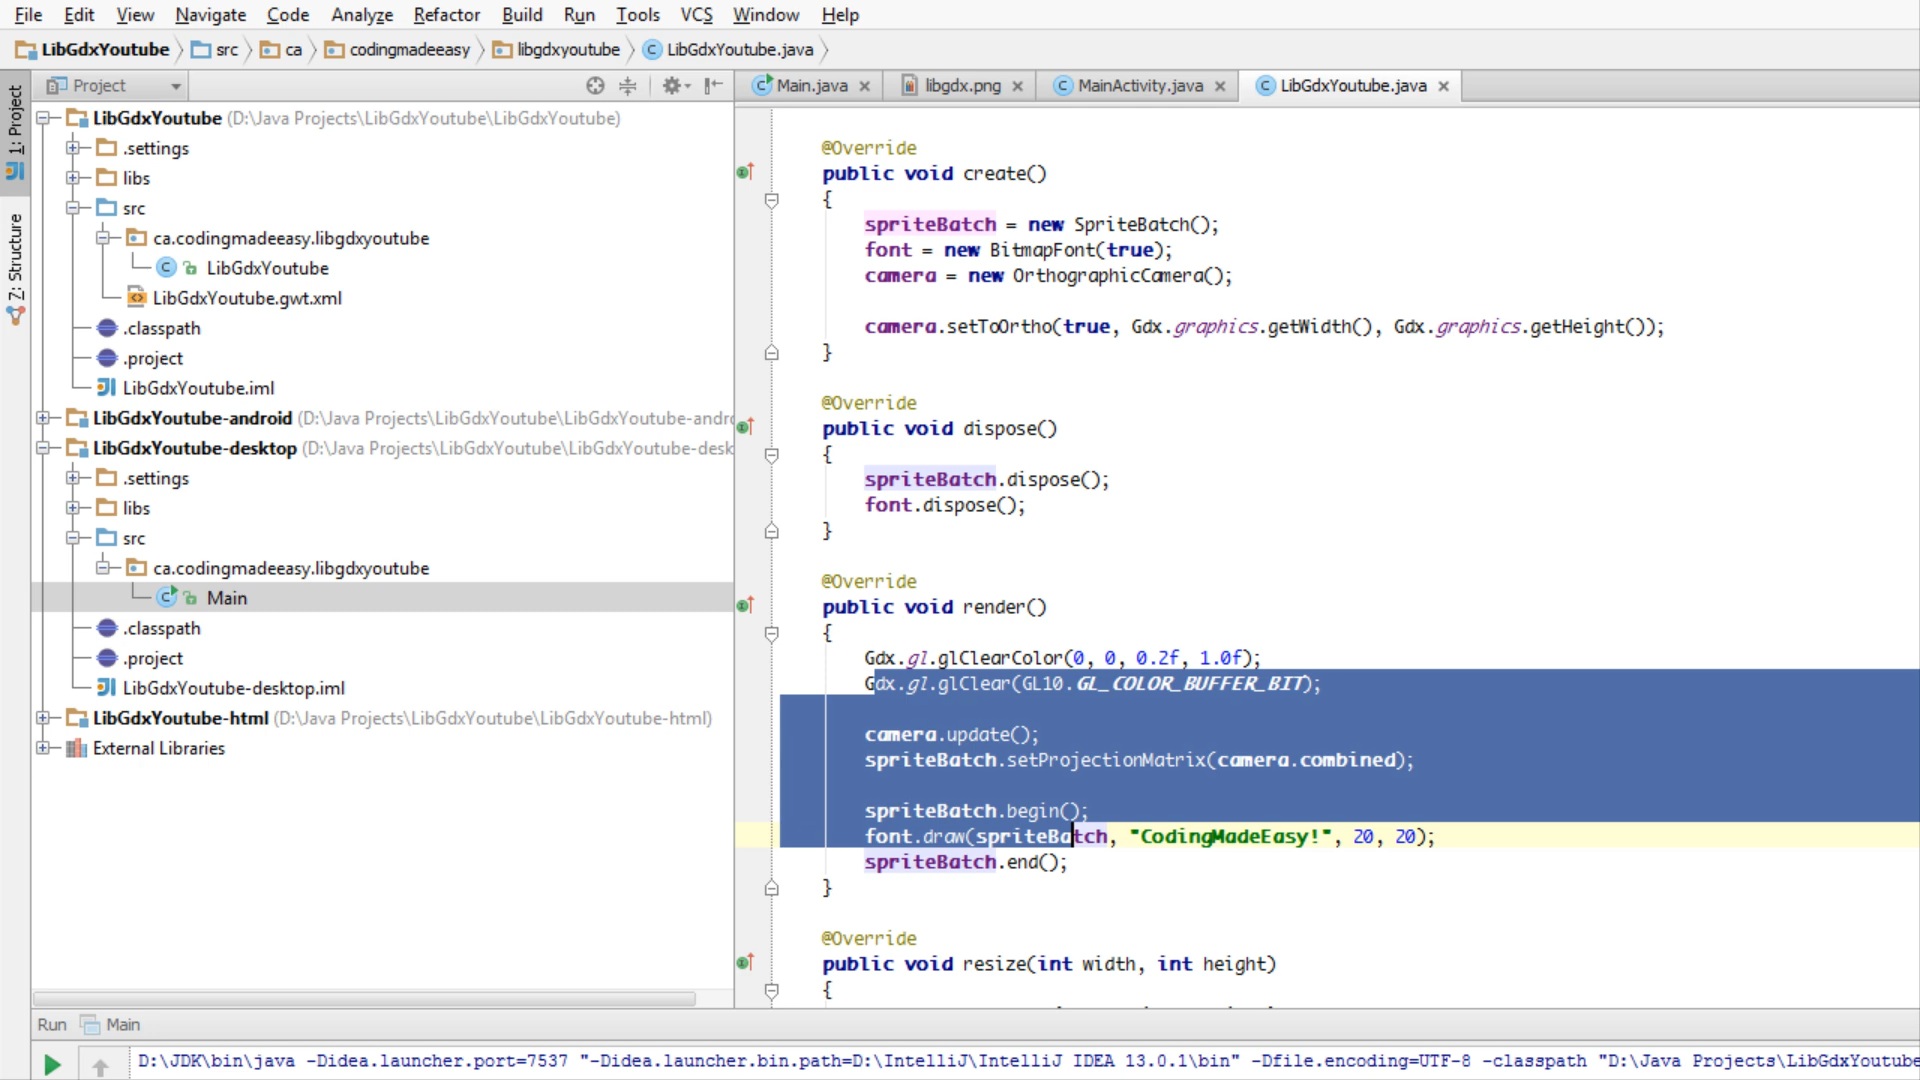 File Edit View Navigate Code Analyze Refactor Build Run Tools VCS Window Help
LibGdxYoutube src ca codingmadeeasy libgdxyoutube LibGdxYoutube.java
1: Project
Z: Structure
Project
Main.java libgdx.png MainActivity.java LibGdxYoutube.java
LibGdxYoutube (D:\Java Projects\LibGdxYoutube\LibGdxYoutube)
.settings
libs
src
ca.codingmadeeasy.libgdxyoutube
LibGdxYoutube
LibGdxYoutube.gwt.xml
.classpath
.project
LibGdxYoutube.iml
LibGdxYoutube-android (D:\Java Projects\LibGdxYoutube\LibGdxYoutube-andro
LibGdxYoutube-desktop (D:\Java Projects\LibGdxYoutube\LibGdxYoutube-desk
.settings
libs
src
ca.codingmadeeasy.libgdxyoutube
Main
.classpath
.project
LibGdxYoutube-desktop.iml
LibGdxYoutube-html (D:\Java Projects\LibGdxYoutube\LibGdxYoutube-html)
External Libraries
@Override
public void create()
{
spriteBatch = new SpriteBatch();
font = new BitmapFont(true);
camera = new OrthographicCamera();
camera.setToOrtho(true, Gdx.graphics.getWidth(), Gdx.graphics.getHeight());
}
@Override
public void dispose()
{
spriteBatch.dispose();
font.dispose();
}
@Override
public void render()
{
Gdx.gl.glClearColor(0, 0, 0.2f, 1.0f);
Gdx.gl.glClear(GL10.GL_COLOR_BUFFER_BIT);
camera.update();
spriteBatch.setProjectionMatrix(camera.combined);
spriteBatch.begin();
font.draw(spriteBatch, "CodingMadeEasy!", 20, 20);
spriteBatch.end();
}
@Override
public void resize(int width, int height)
{
Run Main
D:\JDK\bin\java -Didea.launcher.port=7537 "-Didea.launcher.bin.path=D:\IntelliJ\IntelliJ IDEA 13.0.1\bin" -Dfile.encoding=UTF-8 -classpath "D:\Java Projects\LibGdxYoutube